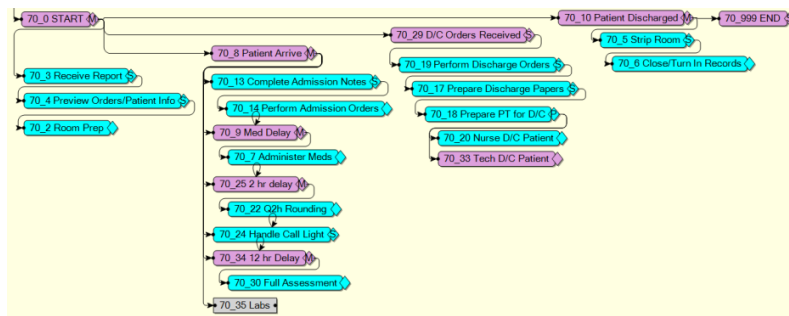 70_0 START M
70_10 Patient Discharged M
70_999 END S
70_29 D/C Orders Received S
70_5 Strip Room S
70_8 Patient Arrive M
70_6 Close/Turn In Records
70_19 Perform Discharge Orders S
70_3 Receive Report S
70_13 Complete Admission Notes S
70_17 Prepare Discharge Papers S
70_4 Preview Orders/Patient Info S
70_14 Perform Admission Orders
70_18 Prepare PT for D/C P
70_2 Room Prep
70_9 Med Delay M
70_20 Nurse D/C Patient
70_7 Administer Meds
70_33 Tech D/C Patient
70_25 2 hr delay M
70_22 Q2h Rounding
70_24 Handle Call Light S
70_34 12 hr Delay M
70_30 Full Assessment
70_35 Labs